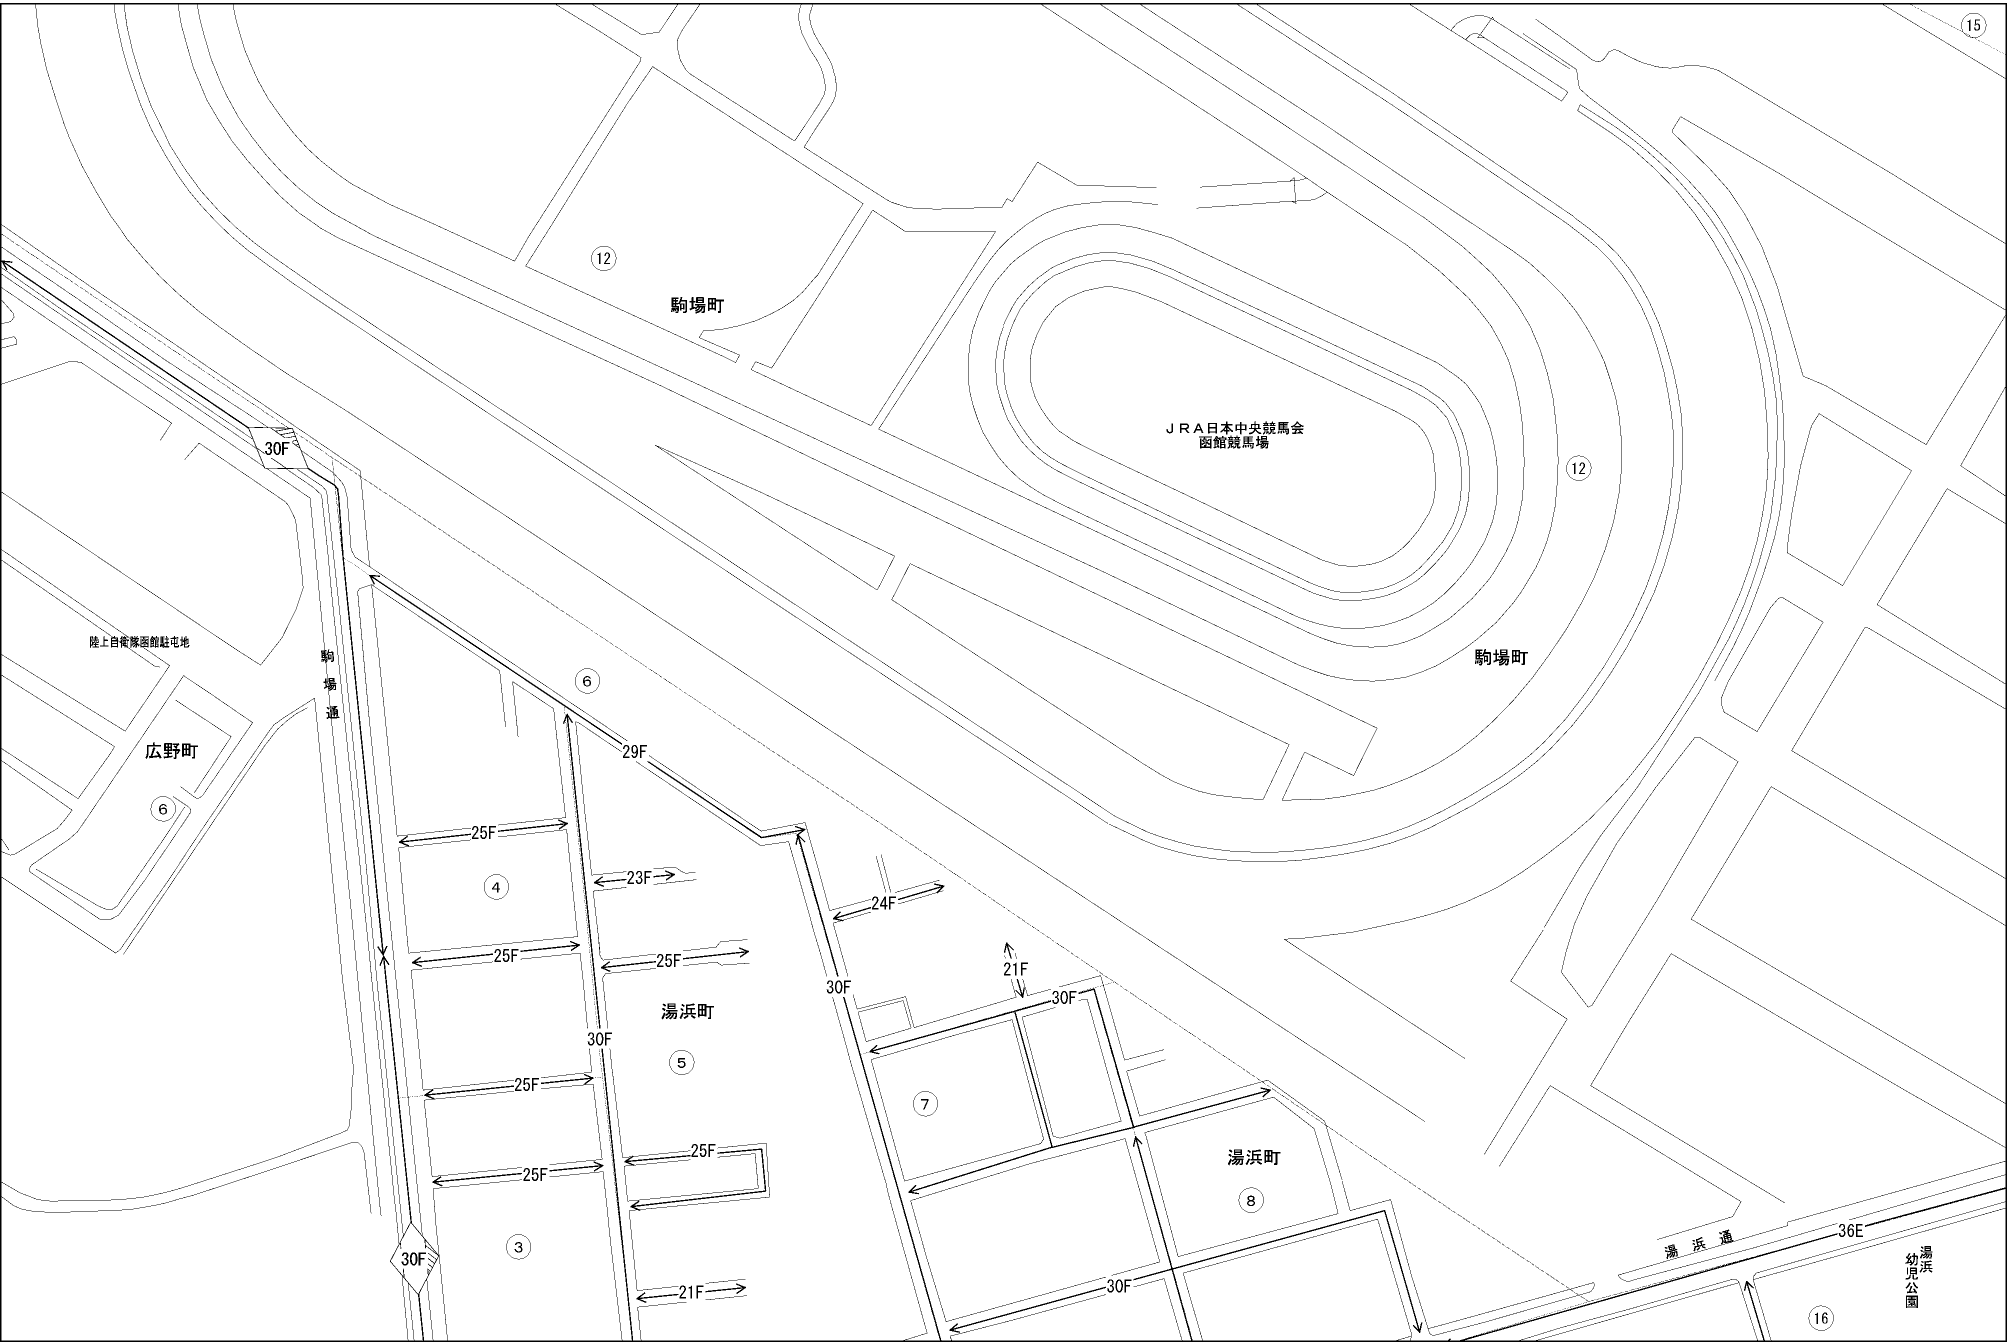 15
12
駒場町
JRA日本中央競馬会
函館競馬場
12
30F
陸上自衛隊函館駐屯地
駒場通
駒場町
6
広野町
29F
6
25F
4
23F
24F
25F
25F
21F
30F
30F
湯浜町
30F
5
25F
7
25F
25F
湯浜町
8
3
30F
21F
30F
湯浜通
36E
湯浜
幼児公園
16